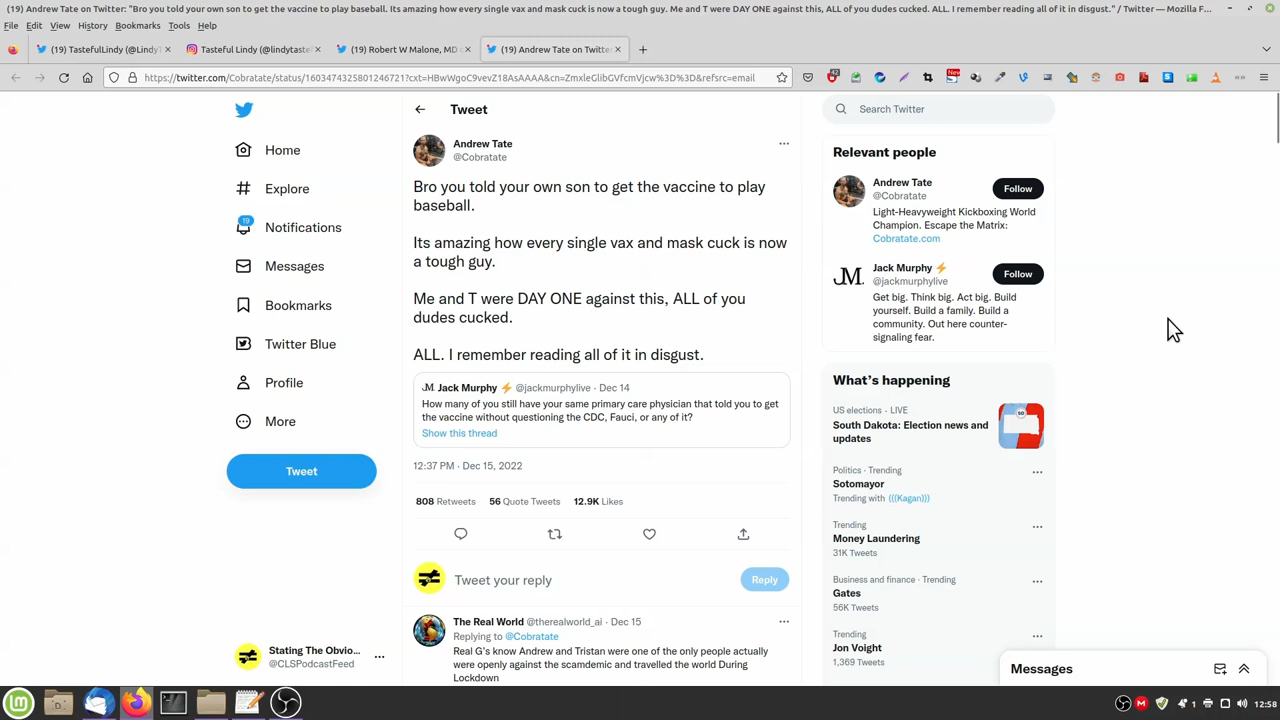 (19) Andrew Tate on Twitter: "Bro you told your own son to get the vaccine to play baseball. Its amazing how every single vax and mask cuck is now a tough guy. Me and T were DAY ONE against this, ALL of you dudes cucked. ALL. I remember reading all of it in disgust." / Twitter — Mozilla F...
File Edit View History Bookmarks Tools Help
(19) TastefulLindy (@LindyT
Tasteful Lindy (@lindytaste
(19) Robert W Malone, MD
(19) Andrew Tate on Twitte
https://twitter.com/Cobratate/status/1603474325801246721?cxt=HBwWgoC9vevZ18AsAAAA&cn=ZmxleGlibGVfcmVjcw%3D%3D&refsrc=email
42
New
Tweet
Search Twitter
Home
Explore
19
Notifications
Messages
Bookmarks
Twitter Blue
Profile
More
Tweet
Stating The Obvio...
@CLSPodcastFeed
Andrew Tate
@Cobratate
Bro you told your own son to get the vaccine to play
baseball.
Its amazing how every single vax and mask cuck is now
a tough guy.
Me and T were DAY ONE against this, ALL of you
dudes cucked.
ALL. I remember reading all of it in disgust.
JM Jack Murphy ⚡ @jackmurphylive · Dec 14
How many of you still have your same primary care physician that told you to get
the vaccine without questioning the CDC, Fauci, or any of it?
Show this thread
12:37 PM · Dec 15, 2022
808 Retweets 56 Quote Tweets 12.9K Likes
Tweet your reply
Reply
The Real World @therealworld_ai · Dec 15
Replying to @Cobratate
Real G's know Andrew and Tristan were one of the only people actually
were openly against the scamdemic and travelled the world During
Lockdown
Relevant people
Andrew Tate
@Cobratate
Follow
Light-Heavyweight Kickboxing World
Champion. Escape the Matrix:
Cobratate.com
JM.
Jack Murphy ⚡
@jackmurphylive
Follow
Get big. Think big. Act big. Build
yourself. Build a family. Build a
community. Out here counter-
signaling fear.
What's happening
US elections · LIVE
South Dakota: Election news and
updates
Politics · Trending
Sotomayor
Trending with (((Kagan)))
Trending
Money Laundering
31K Tweets
Business and finance · Trending
Gates
56K Tweets
Trending
Jon Voight
1,369 Tweets
Messages
1
12:58